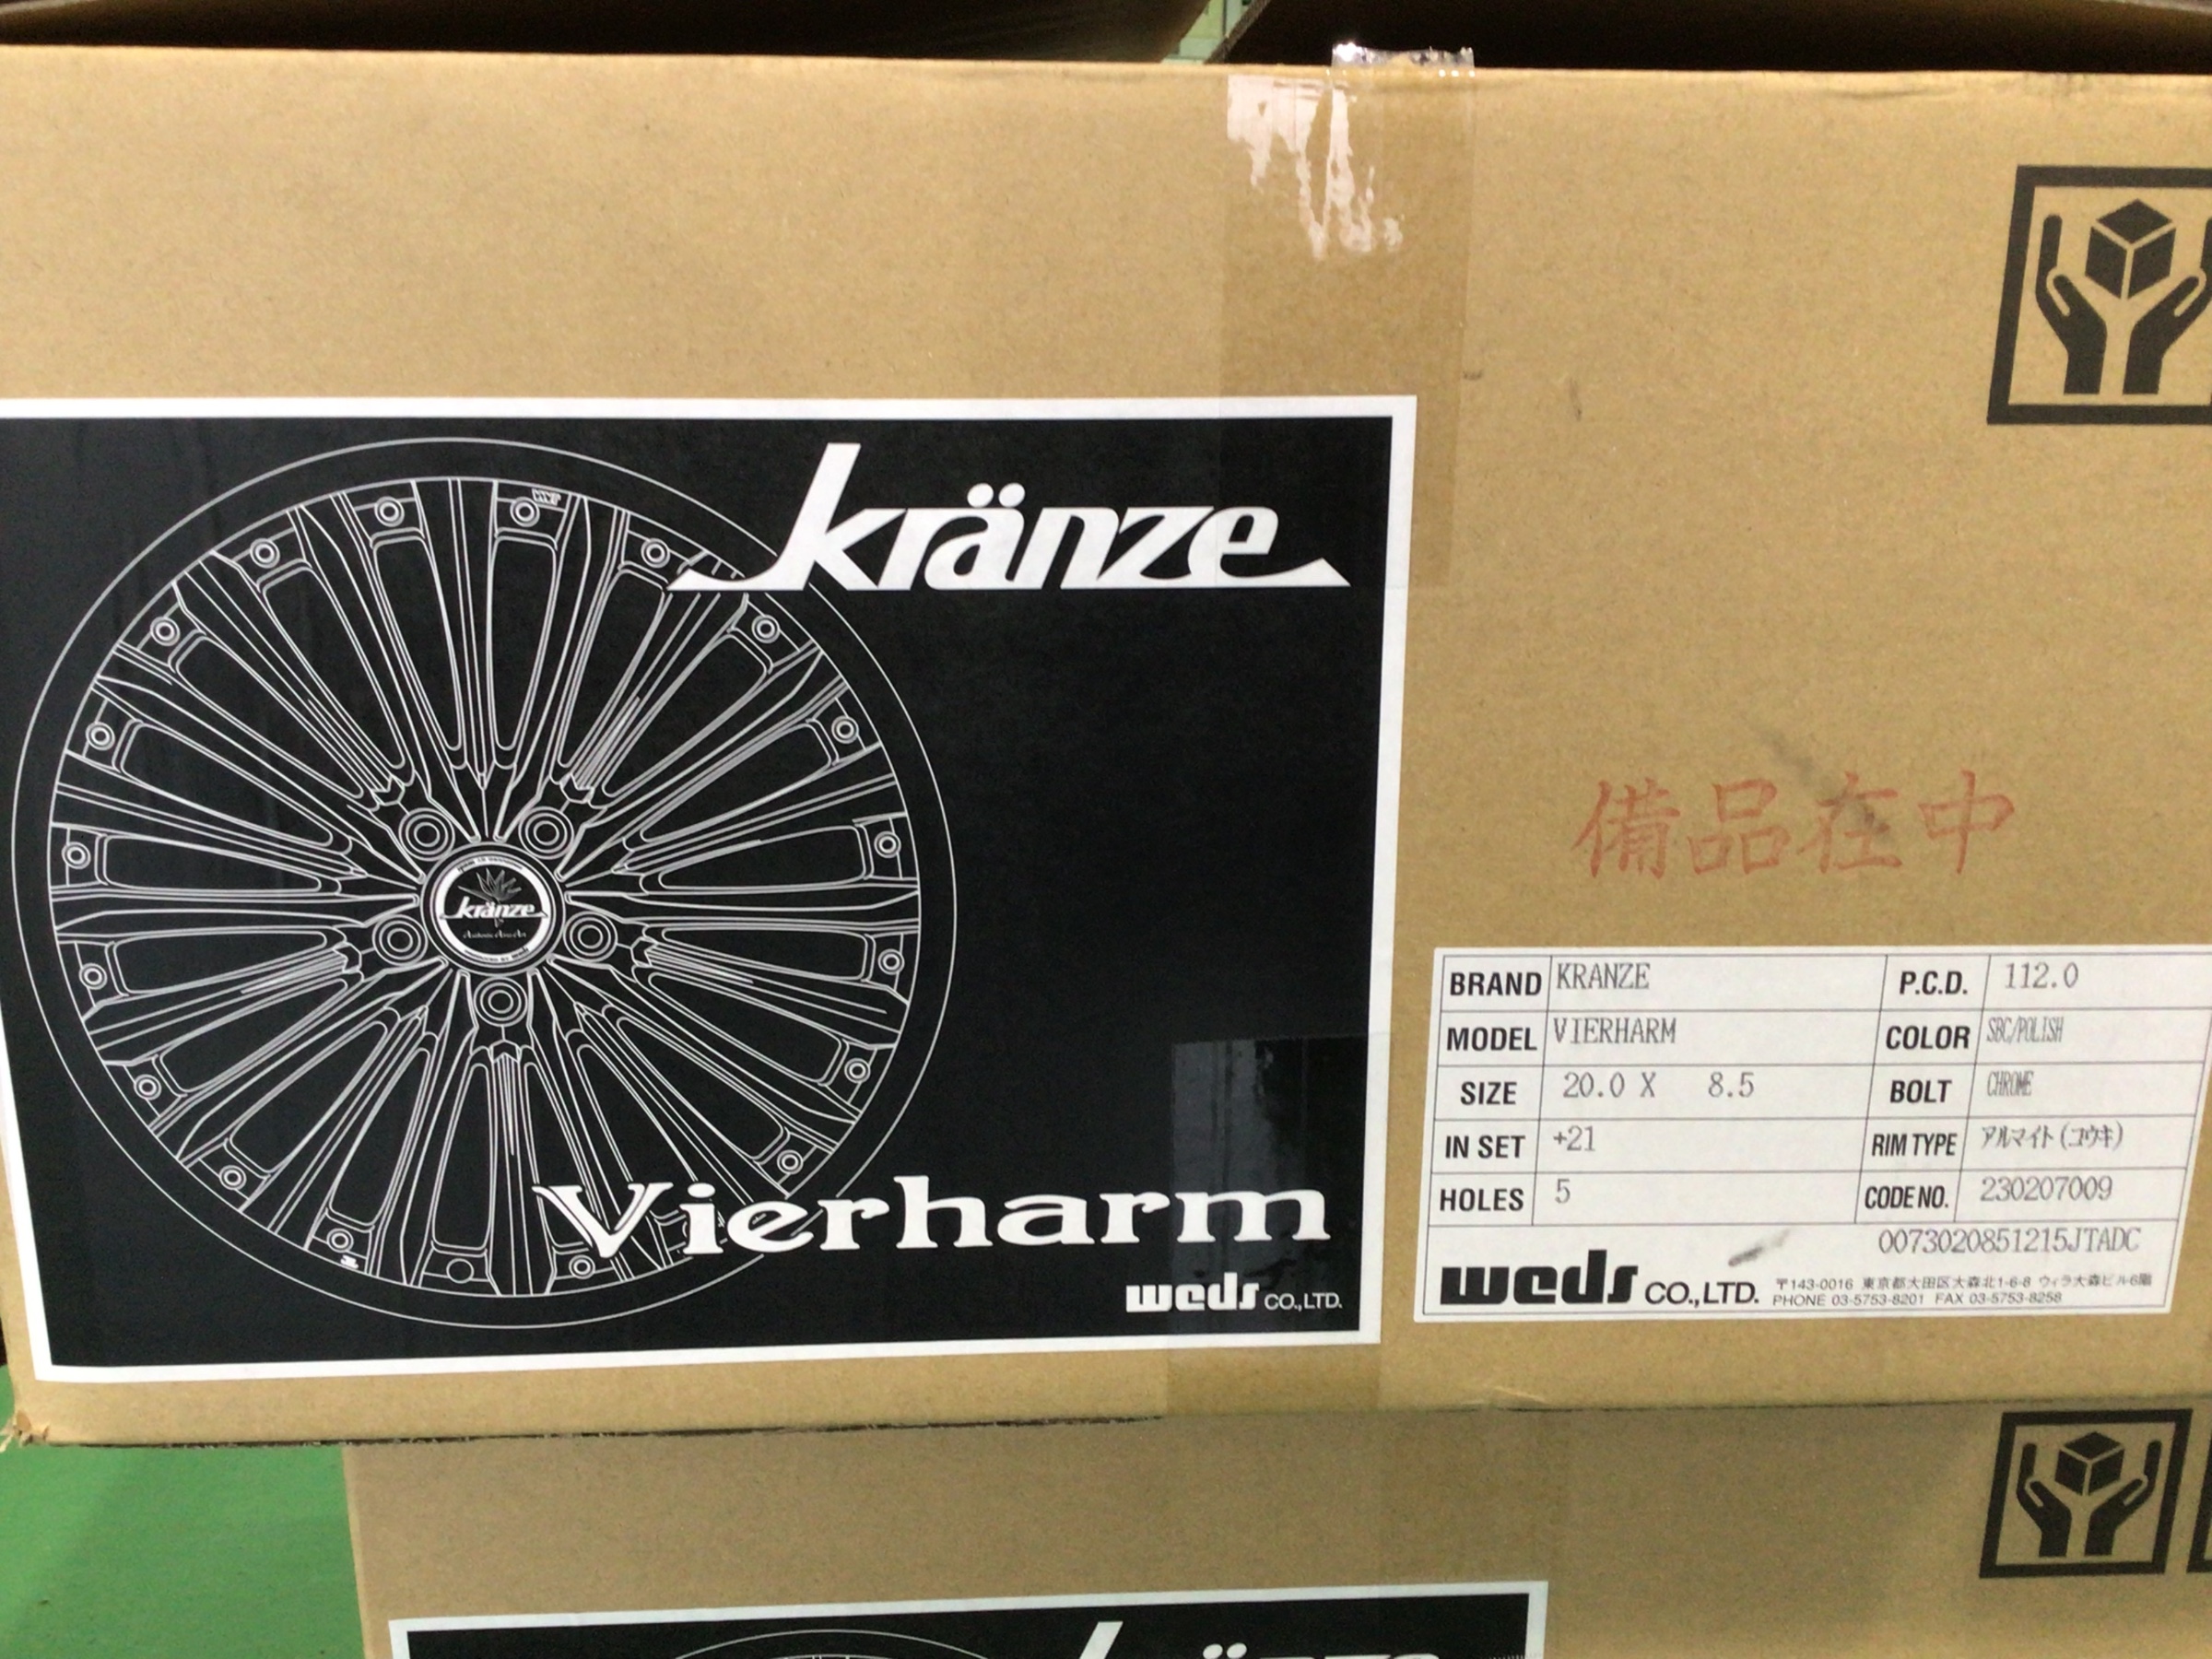 kränze
kränze
Vierharm
weds CO.,LTD.
備品在中
BRAND KRANZE P.C.D. 112.0
MODEL VIERHARM COLOR SBC/POLISH
SIZE 20.0 X 8.5 BOLT CHROME
IN SET +21 RIM TYPE アルマイト(コウキ)
HOLES 5 CODE NO. 230207009
0073020851215JTADC
weds CO.,LTD. 〒143-0016 東京都大田区大森北1-6-8 ウィラ大森ビル6階
PHONE 03-5753-8201 FAX 03-5753-8258
kränze